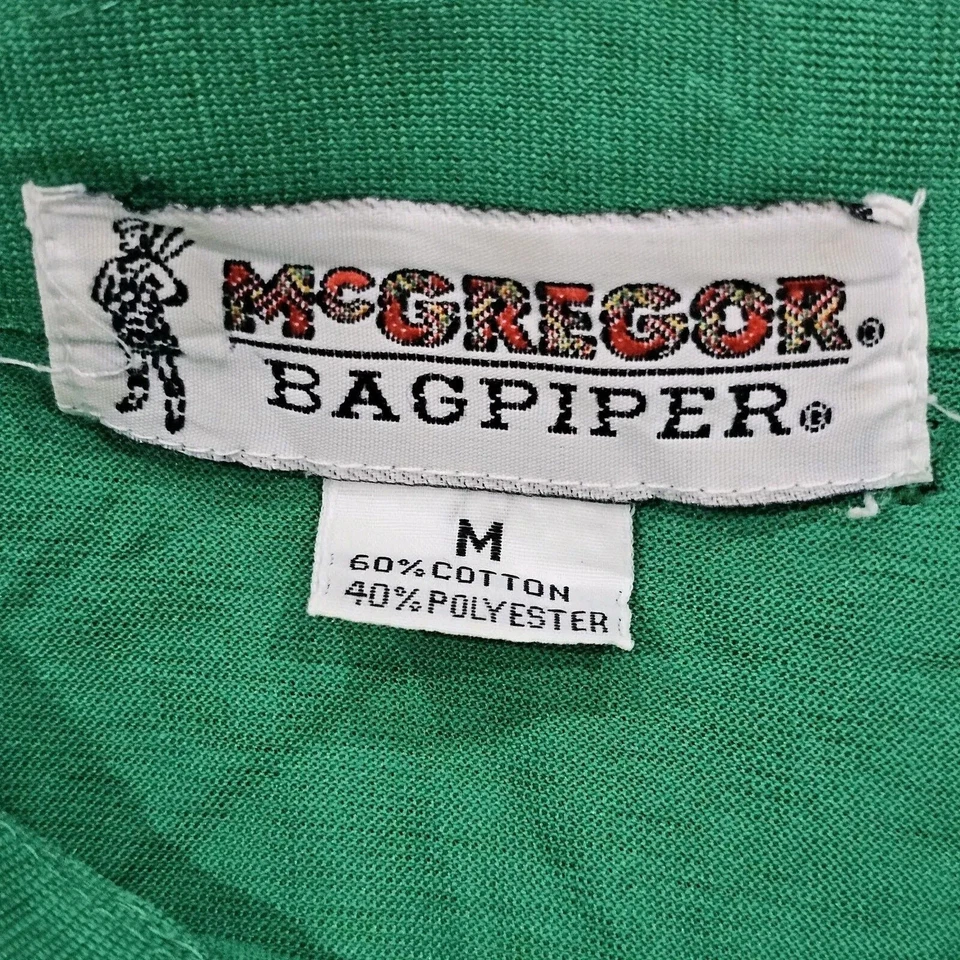 McGREGOR®
BAGPIPER®
M
60% COTTON
40% POLYESTER